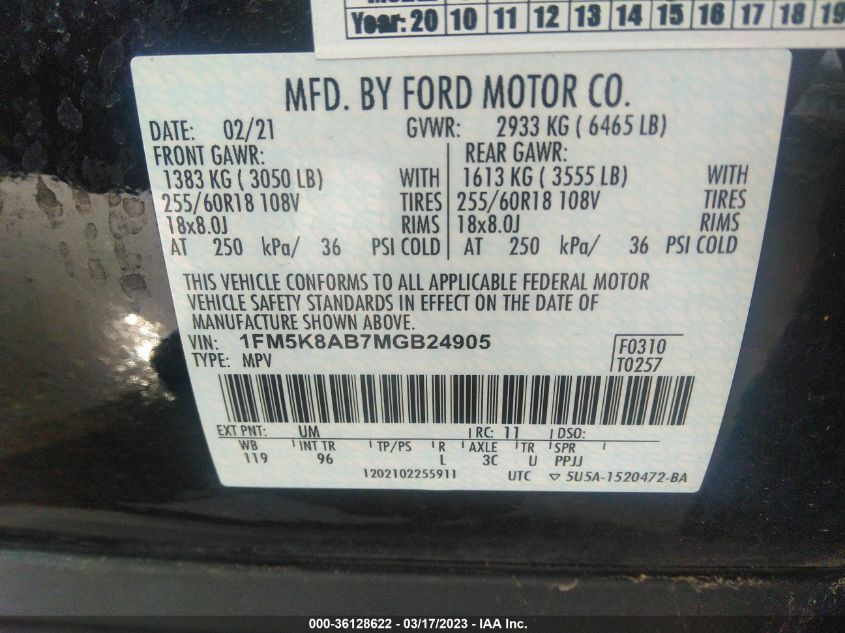 Year: 20 10 11 12 13 14 15 16 17 18 19
MFD. BY FORD MOTOR CO.
DATE: 02/21 GVWR: 2933 KG ( 6465 LB)
FRONT GAWR: REAR GAWR:
1383 KG ( 3050 LB) WITH 1613 KG ( 3555 LB) WITH
255/60R18 108V TIRES 255/60R18 108V TIRES
18x8.0J RIMS 18x8.0J RIMS
AT 250 kPa/ 36 PSI COLD AT 250 kPa/ 36 PSI COLD
THIS VEHICLE CONFORMS TO ALL APPLICABLE FEDERAL MOTOR
VEHICLE SAFETY STANDARDS IN EFFECT ON THE DATE OF
MANUFACTURE SHOWN ABOVE.
VIN: 1FM5K8AB7MGB24905 F0310
TYPE: MPV T0257
EXT PNT: UM RC: 11 DSO:
WB INT TR TP/PS R AXLE TR SPR
119 96 L 3C U PPJJ
1202102255911 UTC ▽ 5U5A-1520472-BA
000-36128622 — 03/17/2023 — IAA Inc.